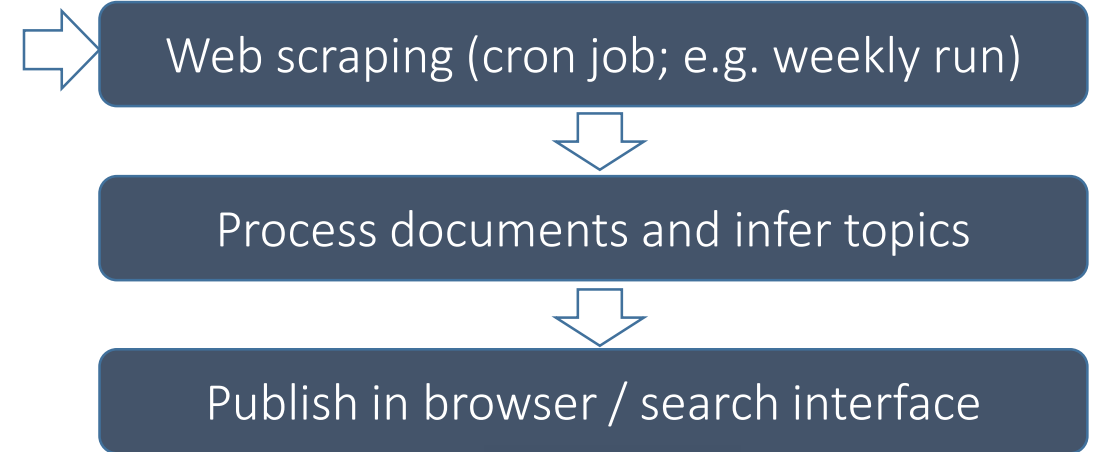 Web scraping (cron job; e.g. weekly run)
Process documents and infer topics
Publish in browser / search interface